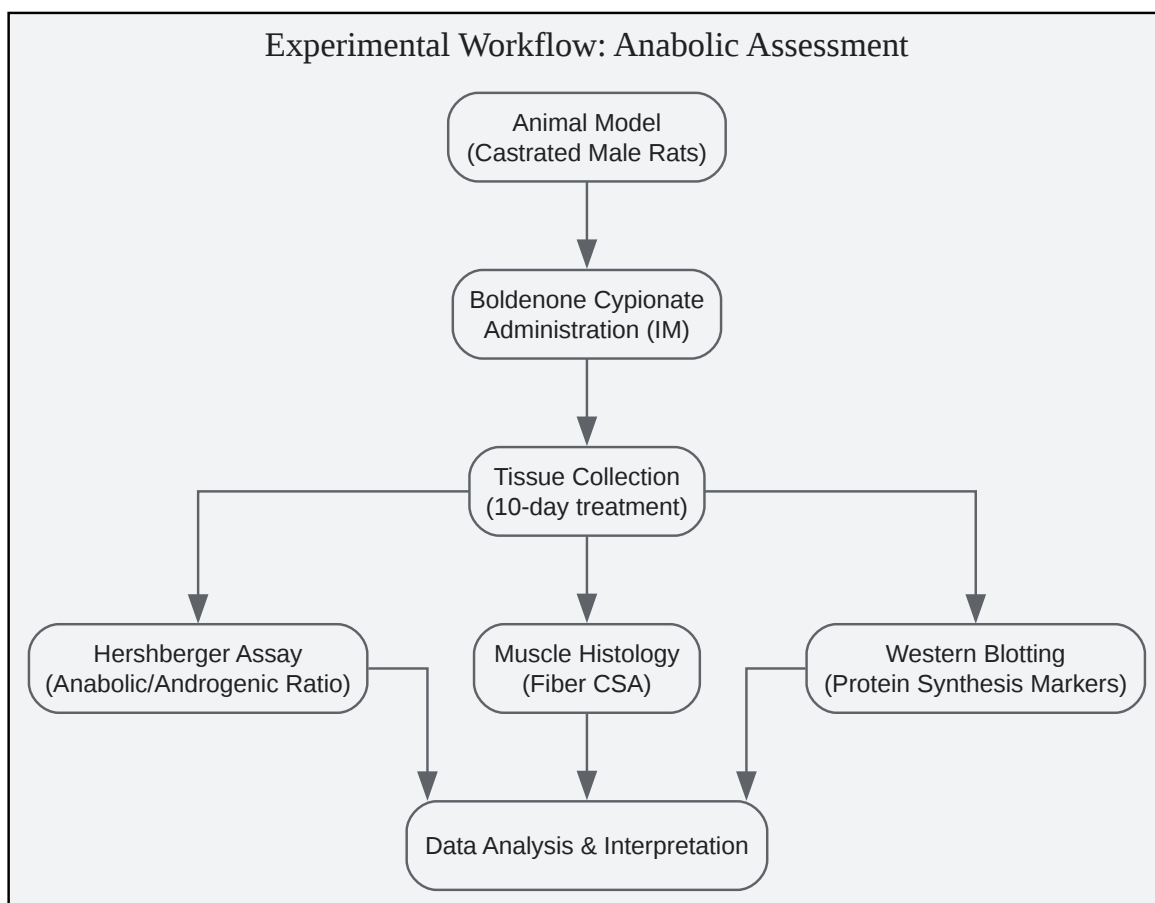 Experimental Workflow: Anabolic Assessment
Animal Model
(Castrated Male Rats)
Boldenone Cypionate
Administration (IM)
Tissue Collection
(10-day treatment)
Hershberger Assay
(Anabolic/Androgenic Ratio)
Muscle Histology
(Fiber CSA)
Western Blotting
(Protein Synthesis Markers)
Data Analysis & Interpretation